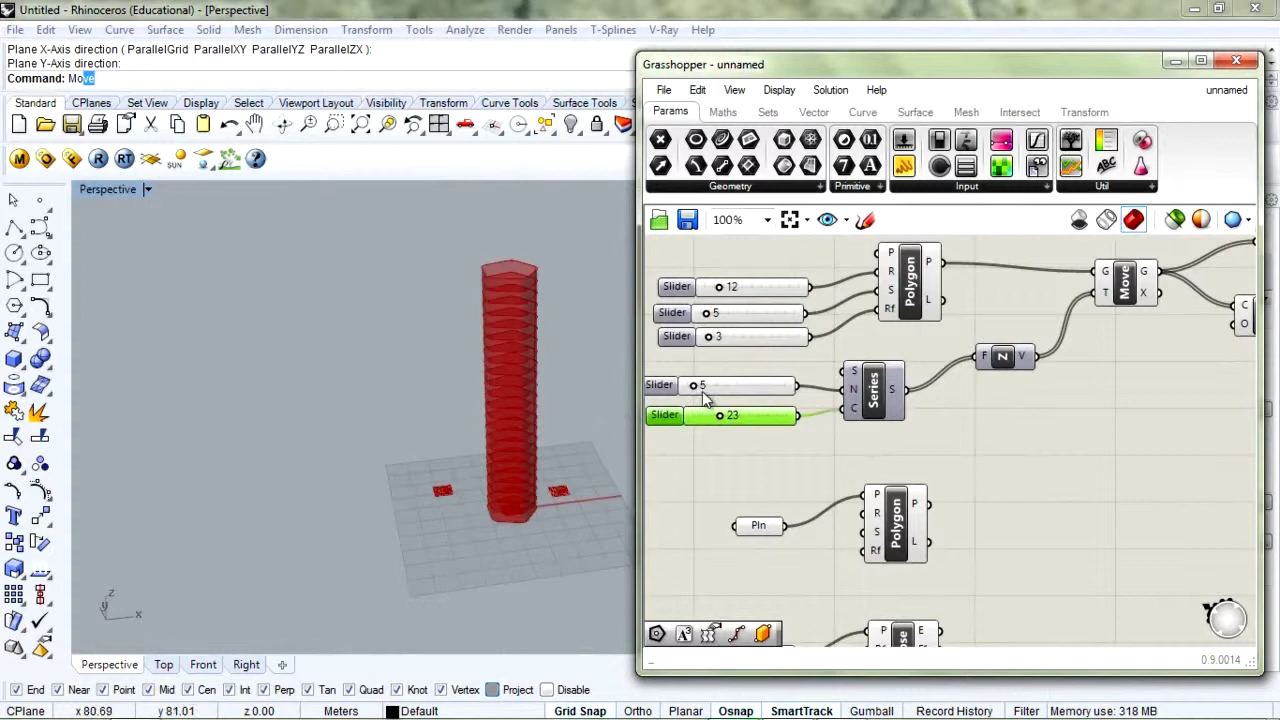 Untitled - Rhinoceros (Educational) - [Perspective]
File Edit View Curve Surface Solid Mesh Dimension Transform Tools Analyze Render Panels T-Splines V-Ray Help
Plane X-Axis direction ( ParallelGrid ParallelXY ParallelYZ ParallelZX ):
Plane Y-Axis direction:
Command: Move
Standard CPlanes Set View Display Select Viewport Layout Visibility Transform Curve Tools Surface Tools
M R RT SUN
Perspective
z
y
x
Perspective Top Front Right
End Near Point Mid Cen Int Perp Tan Quad Knot Vertex Project Disable
CPlane x 80.69 y 81.01 z 0.00 Meters Default Grid Snap Ortho Planar Osnap SmartTrack Gumball Record History Filter Memory use: 318 MB
Grasshopper - unnamed
File Edit View Display Solution Help unnamed
Params Maths Sets Vector Curve Surface Mesh Intersect Transform
Geometry Primitive Input Util
100%
Slider 12
Slider 5
Slider 3
P R S Rf Polygon P L
G T Move G X
C O
Slider 5
Slider 23
S N C Series S
F Z V
Pln
P R S Rf Polygon P L
P E
0.9.0014